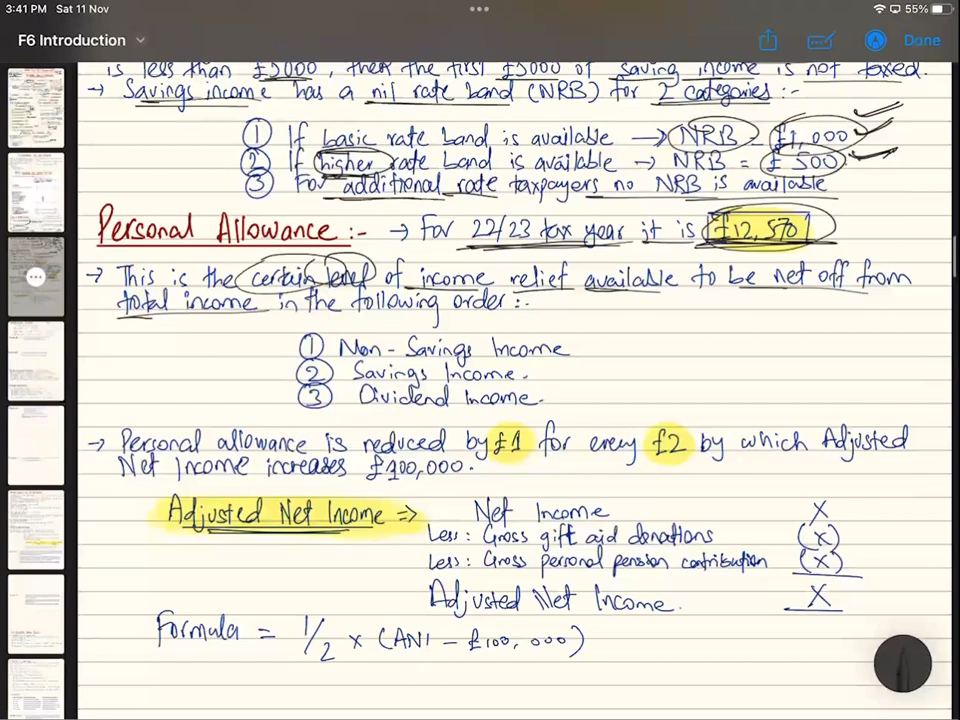 3:41 PM Sat 11 Nov
55%
F6 Introduction
Done
is less than £5000, then the first £5000 of saving income is not taxed.
→ Savings income has a nil rate band (NRB) for 2 categories :-
① If basic rate band is available → NRB = £1,000
② If higher rate band is available → NRB = £500
③ For additional rate taxpayers no NRB is available
Personal Allowance :- → For 22/23 tax year it is £12,570
→ This is the certain level of income relief available to be net off from
total income in the following order :-
① Non-Savings Income
② Savings Income.
③ Dividend Income.
→ Personal allowance is reduced by £1 for every £2 by which Adjusted
Net Income increases £100,000.
Adjusted Net Income ⇒ Net Income X
Less: Gross gift aid donations (x)
Less: Gross personal pension contribution (x)
Adjusted Net Income. X
Formula = 1/2 x (ANI - £100,000)